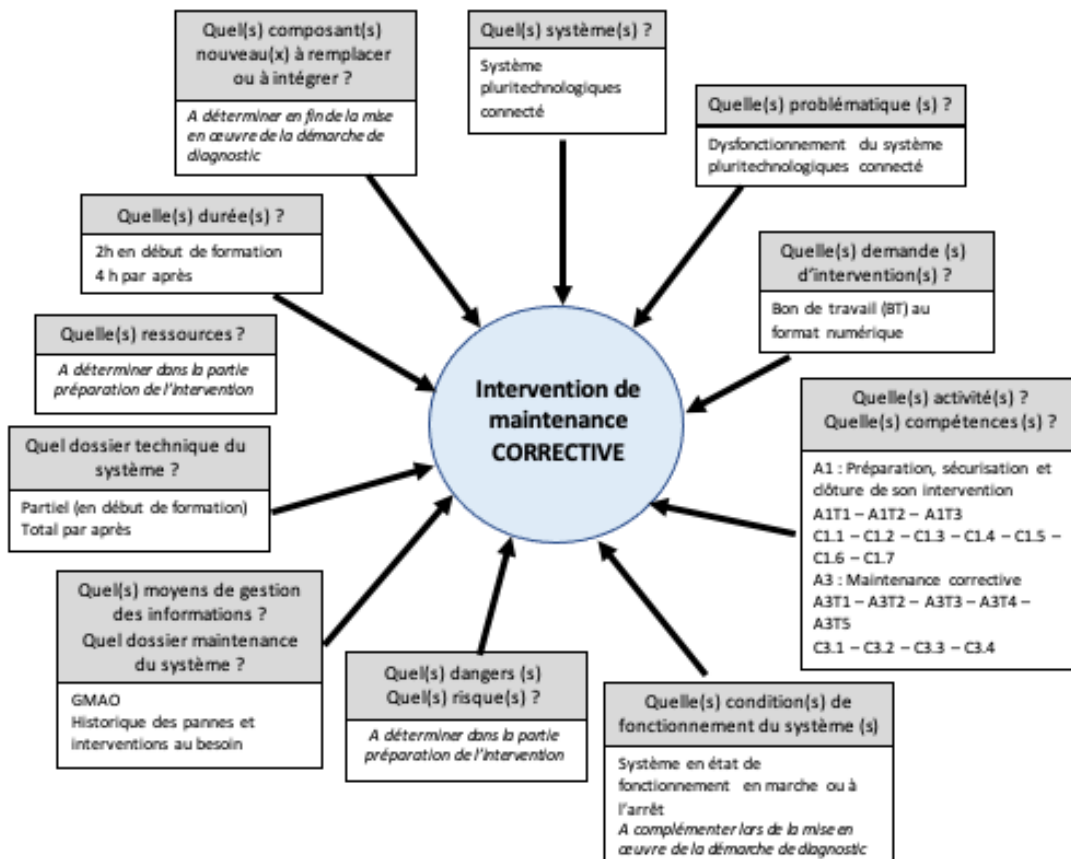 Quel(s) composant(s)
nouveau(x) à remplacer
ou à intégrer ?
A déterminer en fin de la mise
en œuvre de la démarche de
diagnostic
Quel(s) système(s) ?
Système
pluritechnologiques
connecté
Quelle(s) problématique (s) ?
Dysfonctionnement du système
pluritechnologiques connecté
Quelle(s) durée(s) ?
2h en début de formation
4 h par après
Quelle(s) demande (s)
d'intervention(s) ?
Bon de travail (BT) au
format numérique
Quelle(s) ressources ?
A déterminer dans la partie
préparation de l'intervention
Intervention de
maintenance
CORRECTIVE
Quelle(s) activité(s) ?
Quelle(s) compétences (s) ?
A1 : Préparation, sécurisation et
clôture de son intervention
A1T1 – A1T2 – A1T3
C1.1 – C1.2 – C1.3 – C1.4 – C1.5 –
C1.6 – C1.7
A3 : Maintenance corrective
A3T1 – A3T2 – A3T3 – A3T4 –
A3T5
C3.1 – C3.2 – C3.3 – C3.4
Quel dossier technique du
système ?
Partiel (en début de formation)
Total par après
Quel(s) moyens de gestion
des informations ?
Quel dossier maintenance
du système ?
GMAO
Historique des pannes et
interventions au besoin
Quel(s) dangers (s)
Quel(s) risque(s) ?
A déterminer dans la partie
préparation de l'intervention
Quelle(s) condition(s) de
fonctionnement du système (s)
Système en état de
fonctionnement en marche ou à
l'arrêt
A complémenter lors de la mise en
œuvre de la démarche de diagnostic